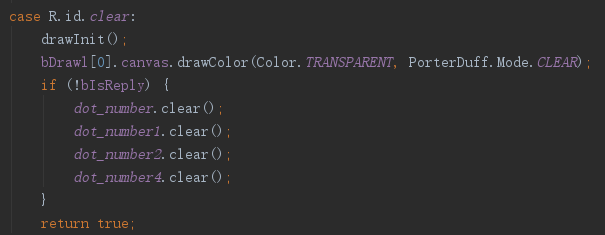 case R.id.clear:
drawInit();
bDrawl[0].canvas.drawColor(Color.TRANSPARENT, PorterDuff.Mode.CLEAR);
if (!bIsReply) {
dot_number.clear();
dot_number1.clear();
dot_number2.clear();
dot_number4.clear();
}
return true;